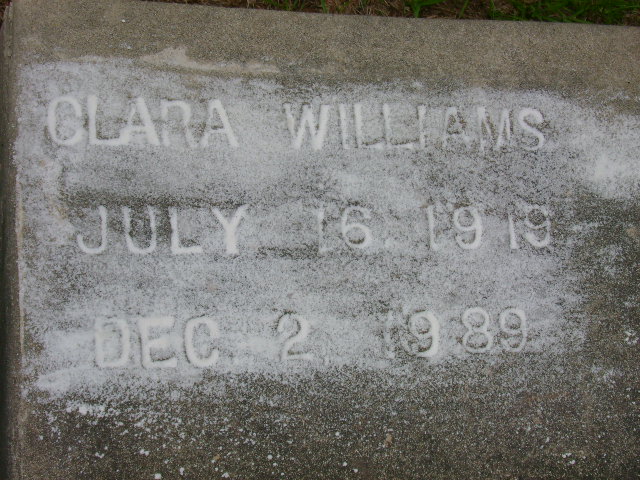 CLARA WILLIAMS
JULY 16. 1919
DEC. 2 1989